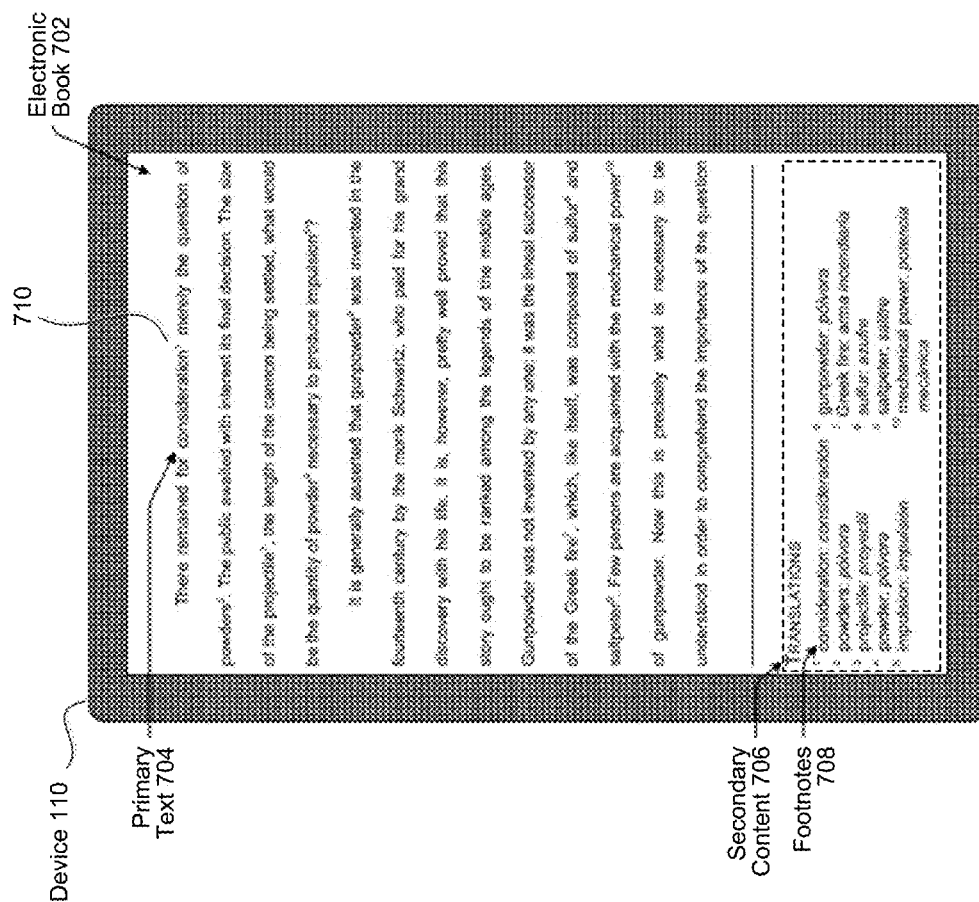 Device 110
710
Electronic
Book 702
Primary
Text 704
There remained for consideration merely the question of
powders. The public awaited with interest its final decision. The size
of the projectile, the length of the cannon being settled, what would
be the quantity of powder necessary to produce impulsion?
It is generally asserted that gunpowder was invented in the
fourteenth century by the monk Schwartz, who paid for his grand
discovery with his life. It is, however, pretty well proved that this
story ought to be ranked among the legends of the middle ages.
Gunpowder was not invented by any one; it was the lineal successor
of the Greek fire, which, like itself, was composed of sulfur and
saltpeter. Few persons are acquainted with the mechanical power
of gunpowder. Now this is precisely what is necessary to be
understood in order to comprehend the importance of the question
Secondary
Content 706
Footnotes
708
TRANSLATIONS
consideration: consideración
powders: polvora
projectile: proyectil
powder: polvora
impulsion: impulsión
gunpowder: pólvora
Greek fire: arma incendiaria
sulfur: azufre
saltpeter: salitre
mechanical power: potencia
mecánica